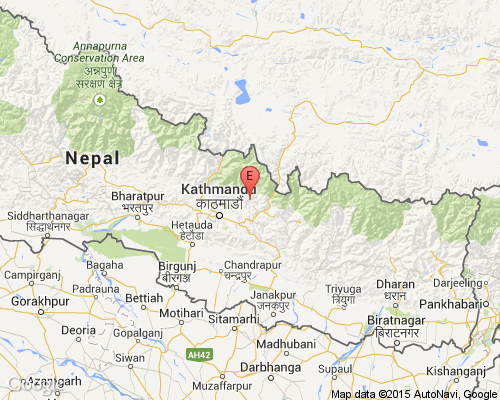 Annapurna
Conservation Area
अन्नपूर्ण
संरक्षण क्षेत्र
Nepal
E
Kathmandu
काठमाडौं
Bharatpur
भरतपुर
Siddharthanagar
सिद्धार्थनगर
Hetauda
हेटौडा
Campirganj
Bagaha
Birgunj
बीरगञ्ज
Chandrapur
चन्द्रपुर
Triyuga
त्रियुगा
Dharan
धरान
Darjeeling
Padrauna
Gorakhpur
Bettiah
Janakpur
जनकपुर
Pankhabari
Motihari
Sitamarhi
Biratnagar
बिराटनगर
Deoria
Gopalganj
Madhubani
Siwan
AH42
Darbhanga
Supaul
Kishanganj
Azamgarh
Muzaffarpur
Map data ©2015 AutoNavi, Google